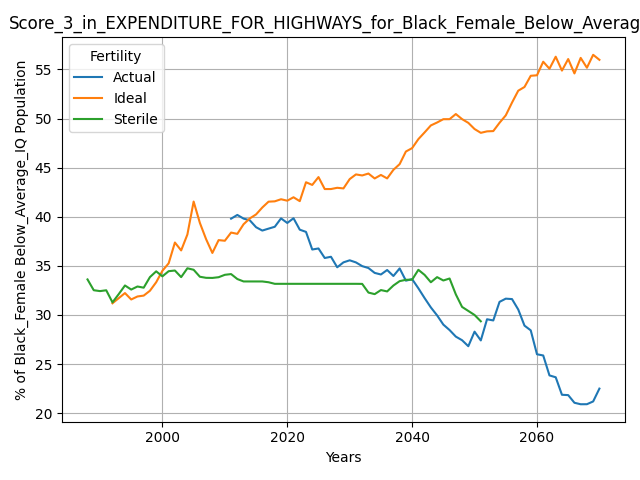 Score_3_in_EXPENDITURE_FOR_HIGHWAYS_for_Black_Female_Below_Averag
Fertility
Actual
Ideal
Sterile
% of Black_Female Below_Average_IQ Population
55
50
45
40
35
30
25
20
2000
2020
2040
2060
Years